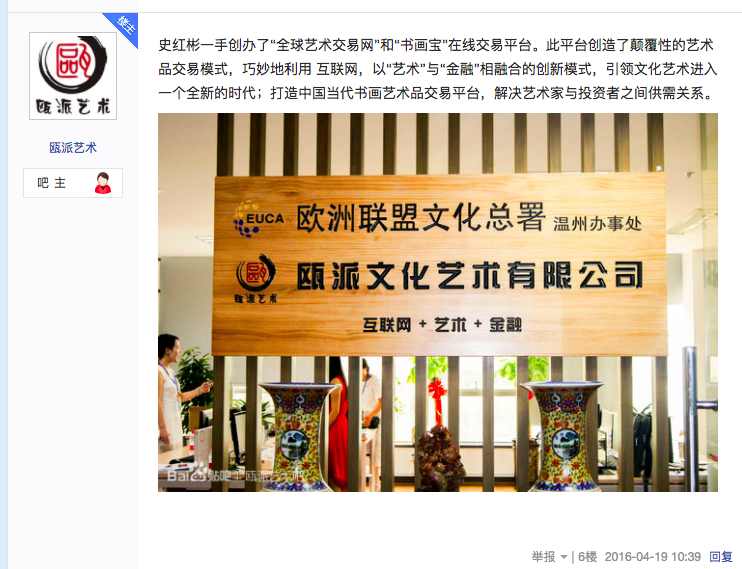 楼主
瓯
瓯派艺术
瓯派艺术
吧 主
史红彬一手创办了“全球艺术交易网”和“书画宝”在线交易平台。此平台创造了颠覆性的艺术
品交易模式，巧妙地利用 互联网，以“艺术”与“金融”相融合的创新模式，引领文化艺术进入
一个全新的时代；打造中国当代书画艺术品交易平台，解决艺术家与投资者之间供需关系。
EUCA 欧洲联盟文化总署 温州办事处
瓯 瓯派文化艺术有限公司
瓯派艺术
互联网 + 艺术 + 金融
Bai 贴吧 瓯派艺术吧
举报 | 6楼 2016-04-19 10:39 回复